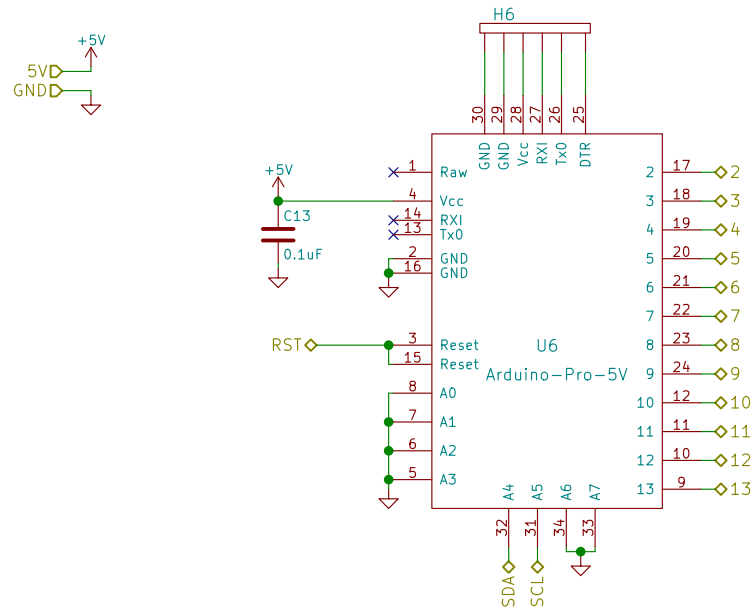 H6
+5V
5V
GND
30 29 28 27 26 25
GND GND Vcc RXI Tx0 DTR
1 Raw
2 17 2
+5V
4 Vcc
3 18 3
C13
14 RXI
13 Tx0
4 19 4
0.1uF
2 GND
5 20 5
16 GND
6 21 6
7 22 7
RST
3 Reset
U6
8 23 8
15 Reset
Arduino-Pro-5V
9 24 9
8 A0
10 12 10
7 A1
11 11 11
6 A2
12 10 12
5 A3
13 9 13
A4 A5 A6 A7
32 31 34 33
SDA SCL